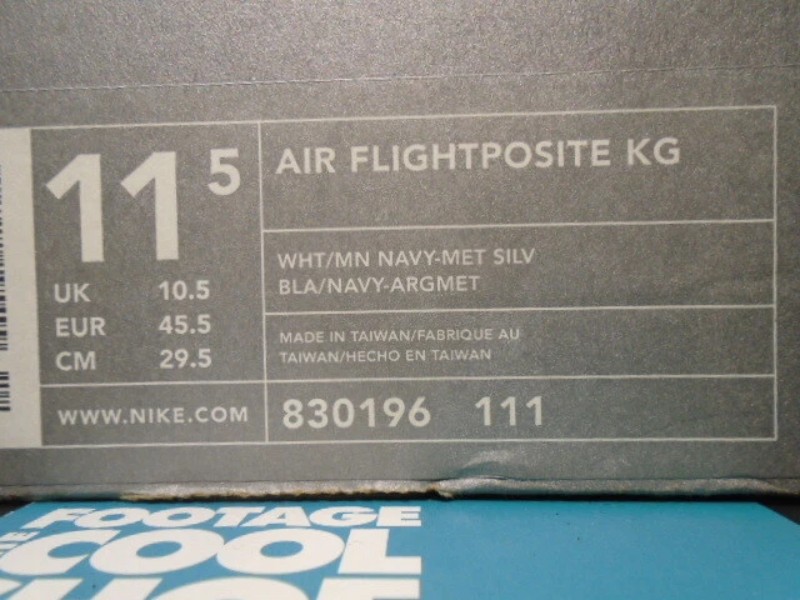 11 5
UK 10.5
EUR 45.5
CM 29.5
WWW.NIKE.COM
AIR FLIGHTPOSITE KG
WHT/MN NAVY-MET SILV
BLA/NAVY-ARGMET
MADE IN TAIWAN/FABRIQUE AU
TAIWAN/HECHO EN TAIWAN
830196 111
FOOTAGE
COOL